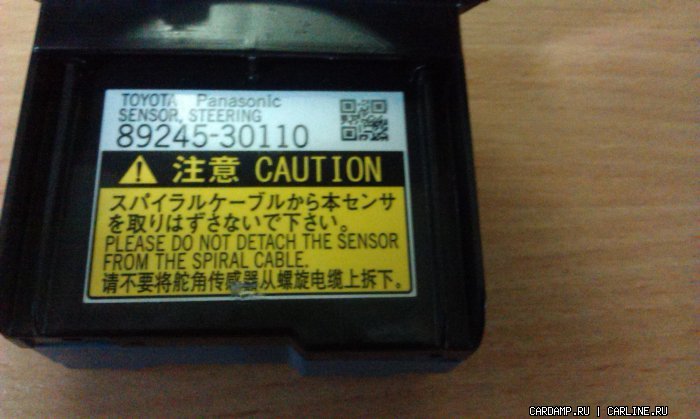 TOYOTA Panasonic
SENSOR, STEERING
89245-30110
注意 CAUTION
スパイラルケーブルから本センサ
を取りはずさないで下さい。
PLEASE DO NOT DETACH THE SENSOR
FROM THE SPIRAL CABLE.
请不要将舵角传感器从螺旋电缆上拆下。
CARDAMP.RU | CARLINE.RU